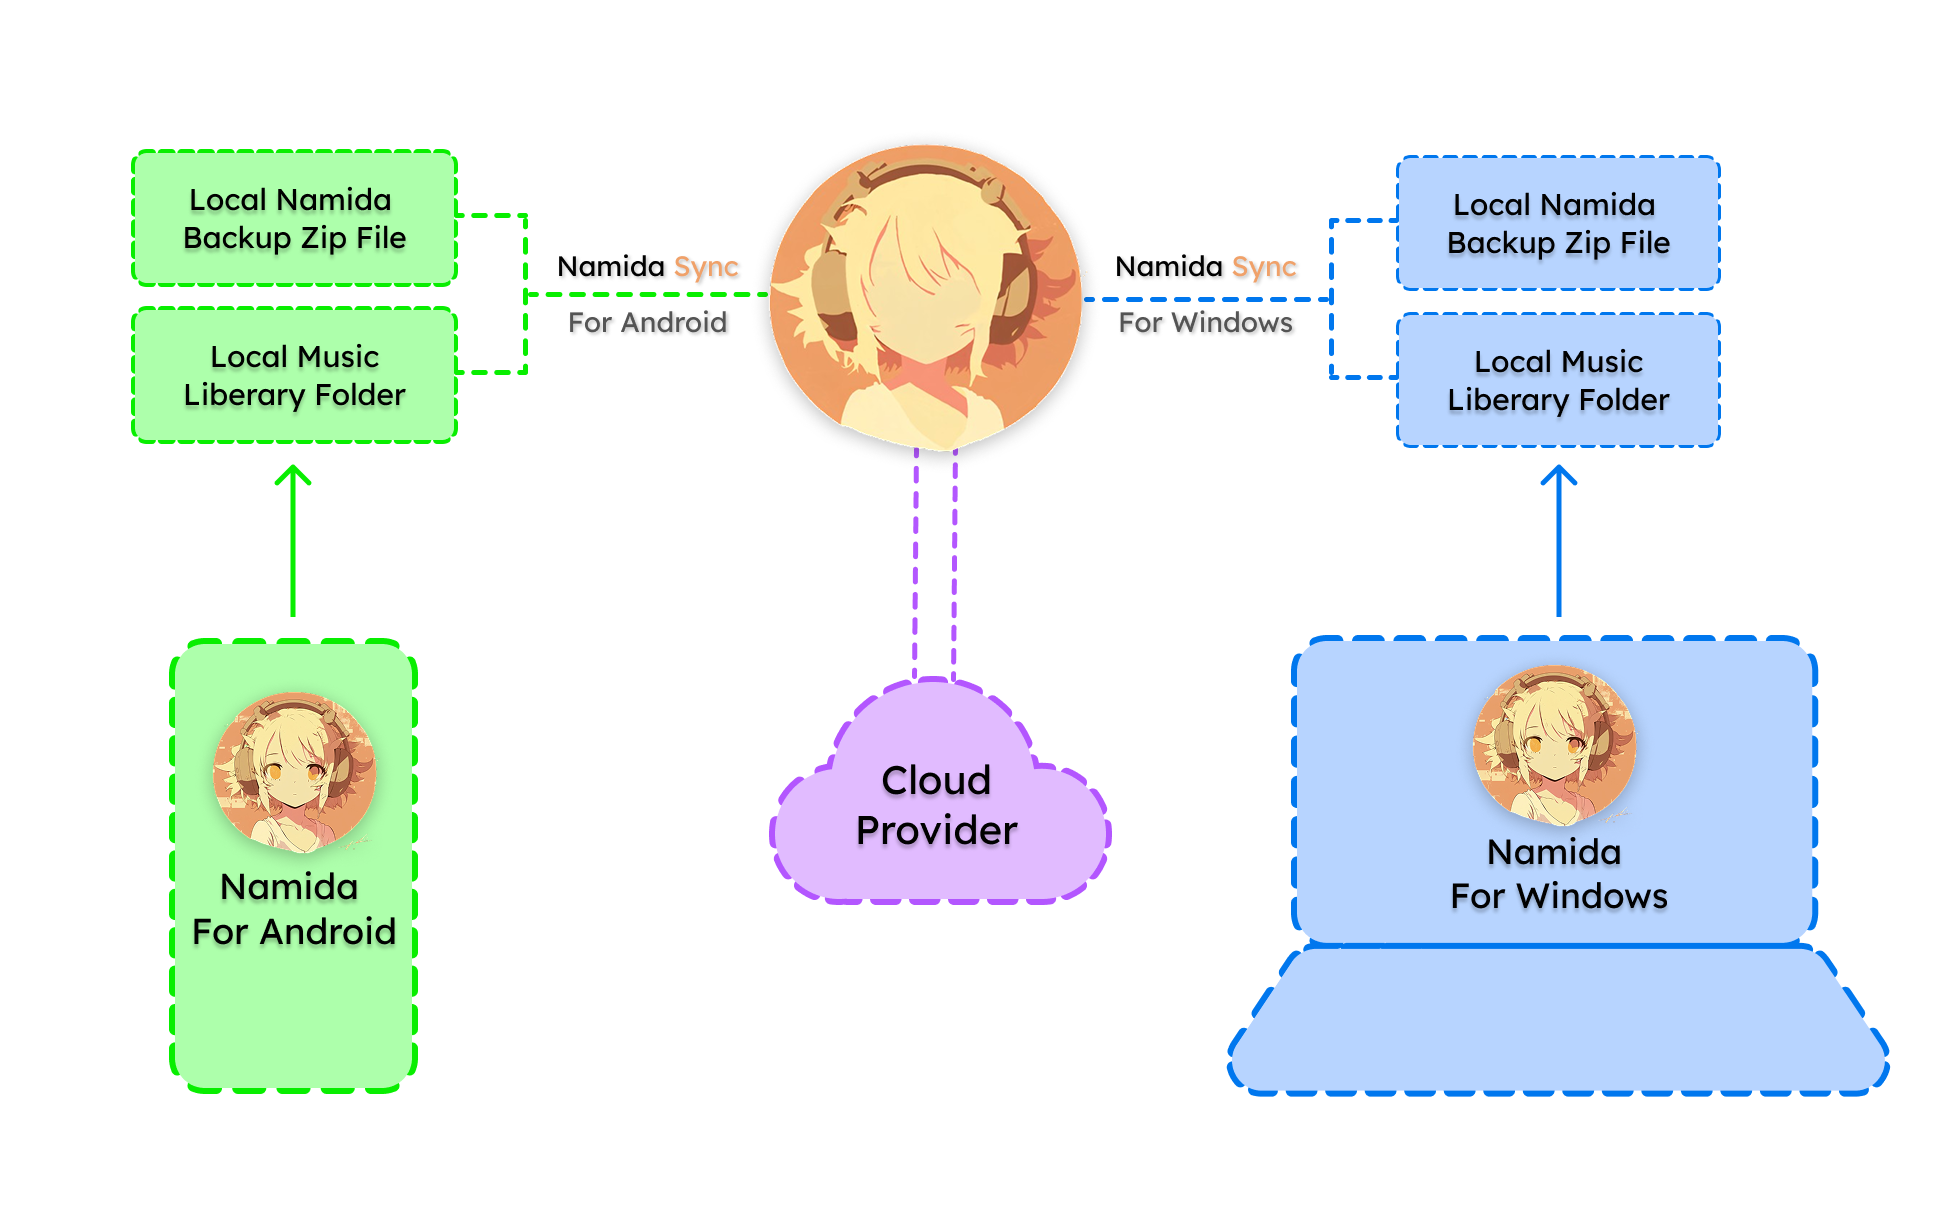 Local Namida
Backup Zip File
Local Music
Liberary Folder
Namida Sync
For Android
Namida Sync
For Windows
Local Namida
Backup Zip File
Local Music
Liberary Folder
Namida
For Android
Cloud
Provider
Namida
For Windows